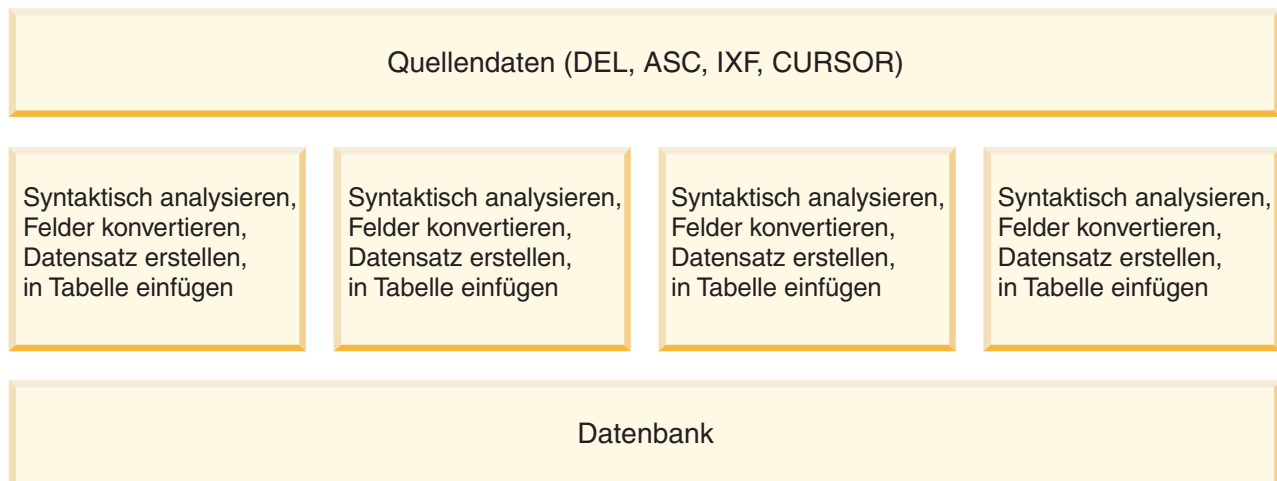 Quellendaten (DEL, ASC, IXF, CURSOR)
Syntaktisch analysieren,
Felder konvertieren,
Datensatz erstellen,
in Tabelle einfügen
Syntaktisch analysieren,
Felder konvertieren,
Datensatz erstellen,
in Tabelle einfügen
Syntaktisch analysieren,
Felder konvertieren,
Datensatz erstellen,
in Tabelle einfügen
Syntaktisch analysieren,
Felder konvertieren,
Datensatz erstellen,
in Tabelle einfügen
Datenbank